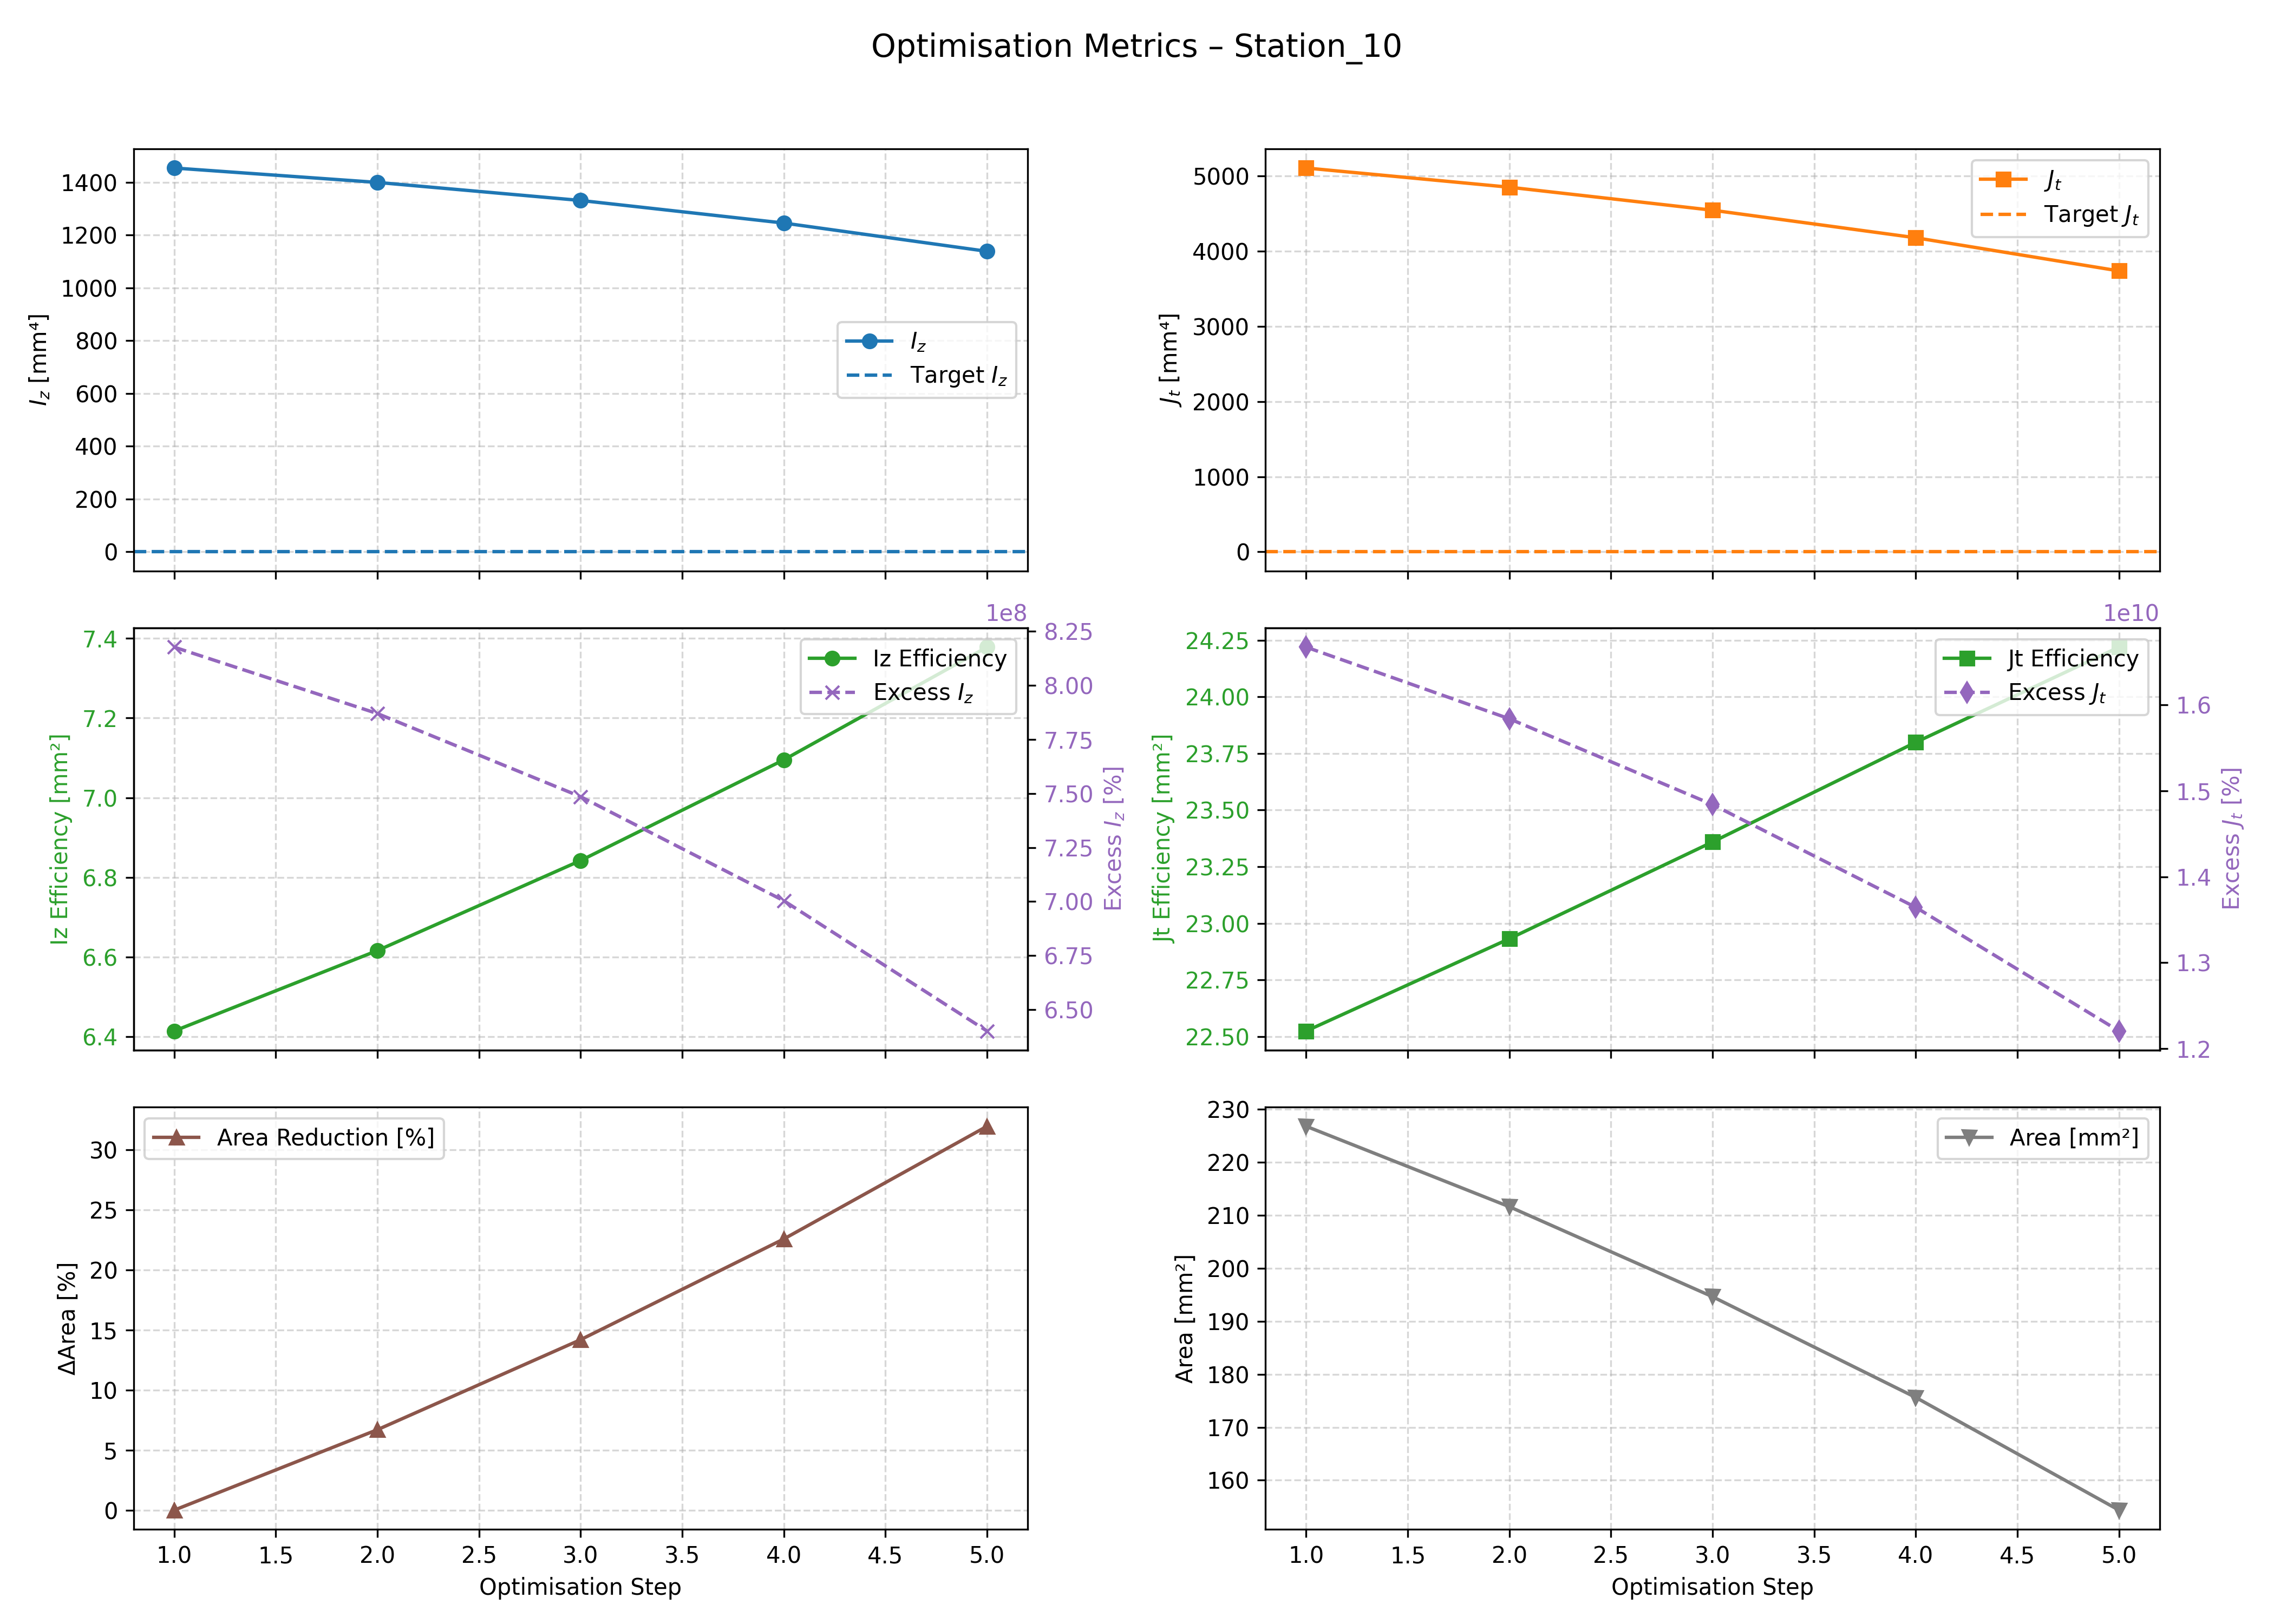 Optimisation Metrics – Station_10
1400
1200
1000
800
600
400
200
0
I_z [mm⁴]
I_z
Target I_z
5000
4000
3000
2000
1000
0
J_t [mm⁴]
J_t
Target J_t
7.4
7.2
7.0
6.8
6.6
6.4
Iz Efficiency [mm²]
Iz Efficiency
Excess I_z
1e8
8.25
8.00
7.75
7.50
7.25
7.00
6.75
6.50
Excess I_z [%]
24.25
24.00
23.75
23.50
23.25
23.00
22.75
22.50
Jt Efficiency [mm²]
Jt Efficiency
Excess J_t
1e10
1.6
1.5
1.4
1.3
1.2
Excess J_t [%]
30
25
20
15
10
5
0
ΔArea [%]
Area Reduction [%]
1.0 1.5 2.0 2.5 3.0 3.5 4.0 4.5 5.0
Optimisation Step
230
220
210
200
190
180
170
160
Area [mm²]
Area [mm²]
1.0 1.5 2.0 2.5 3.0 3.5 4.0 4.5 5.0
Optimisation Step